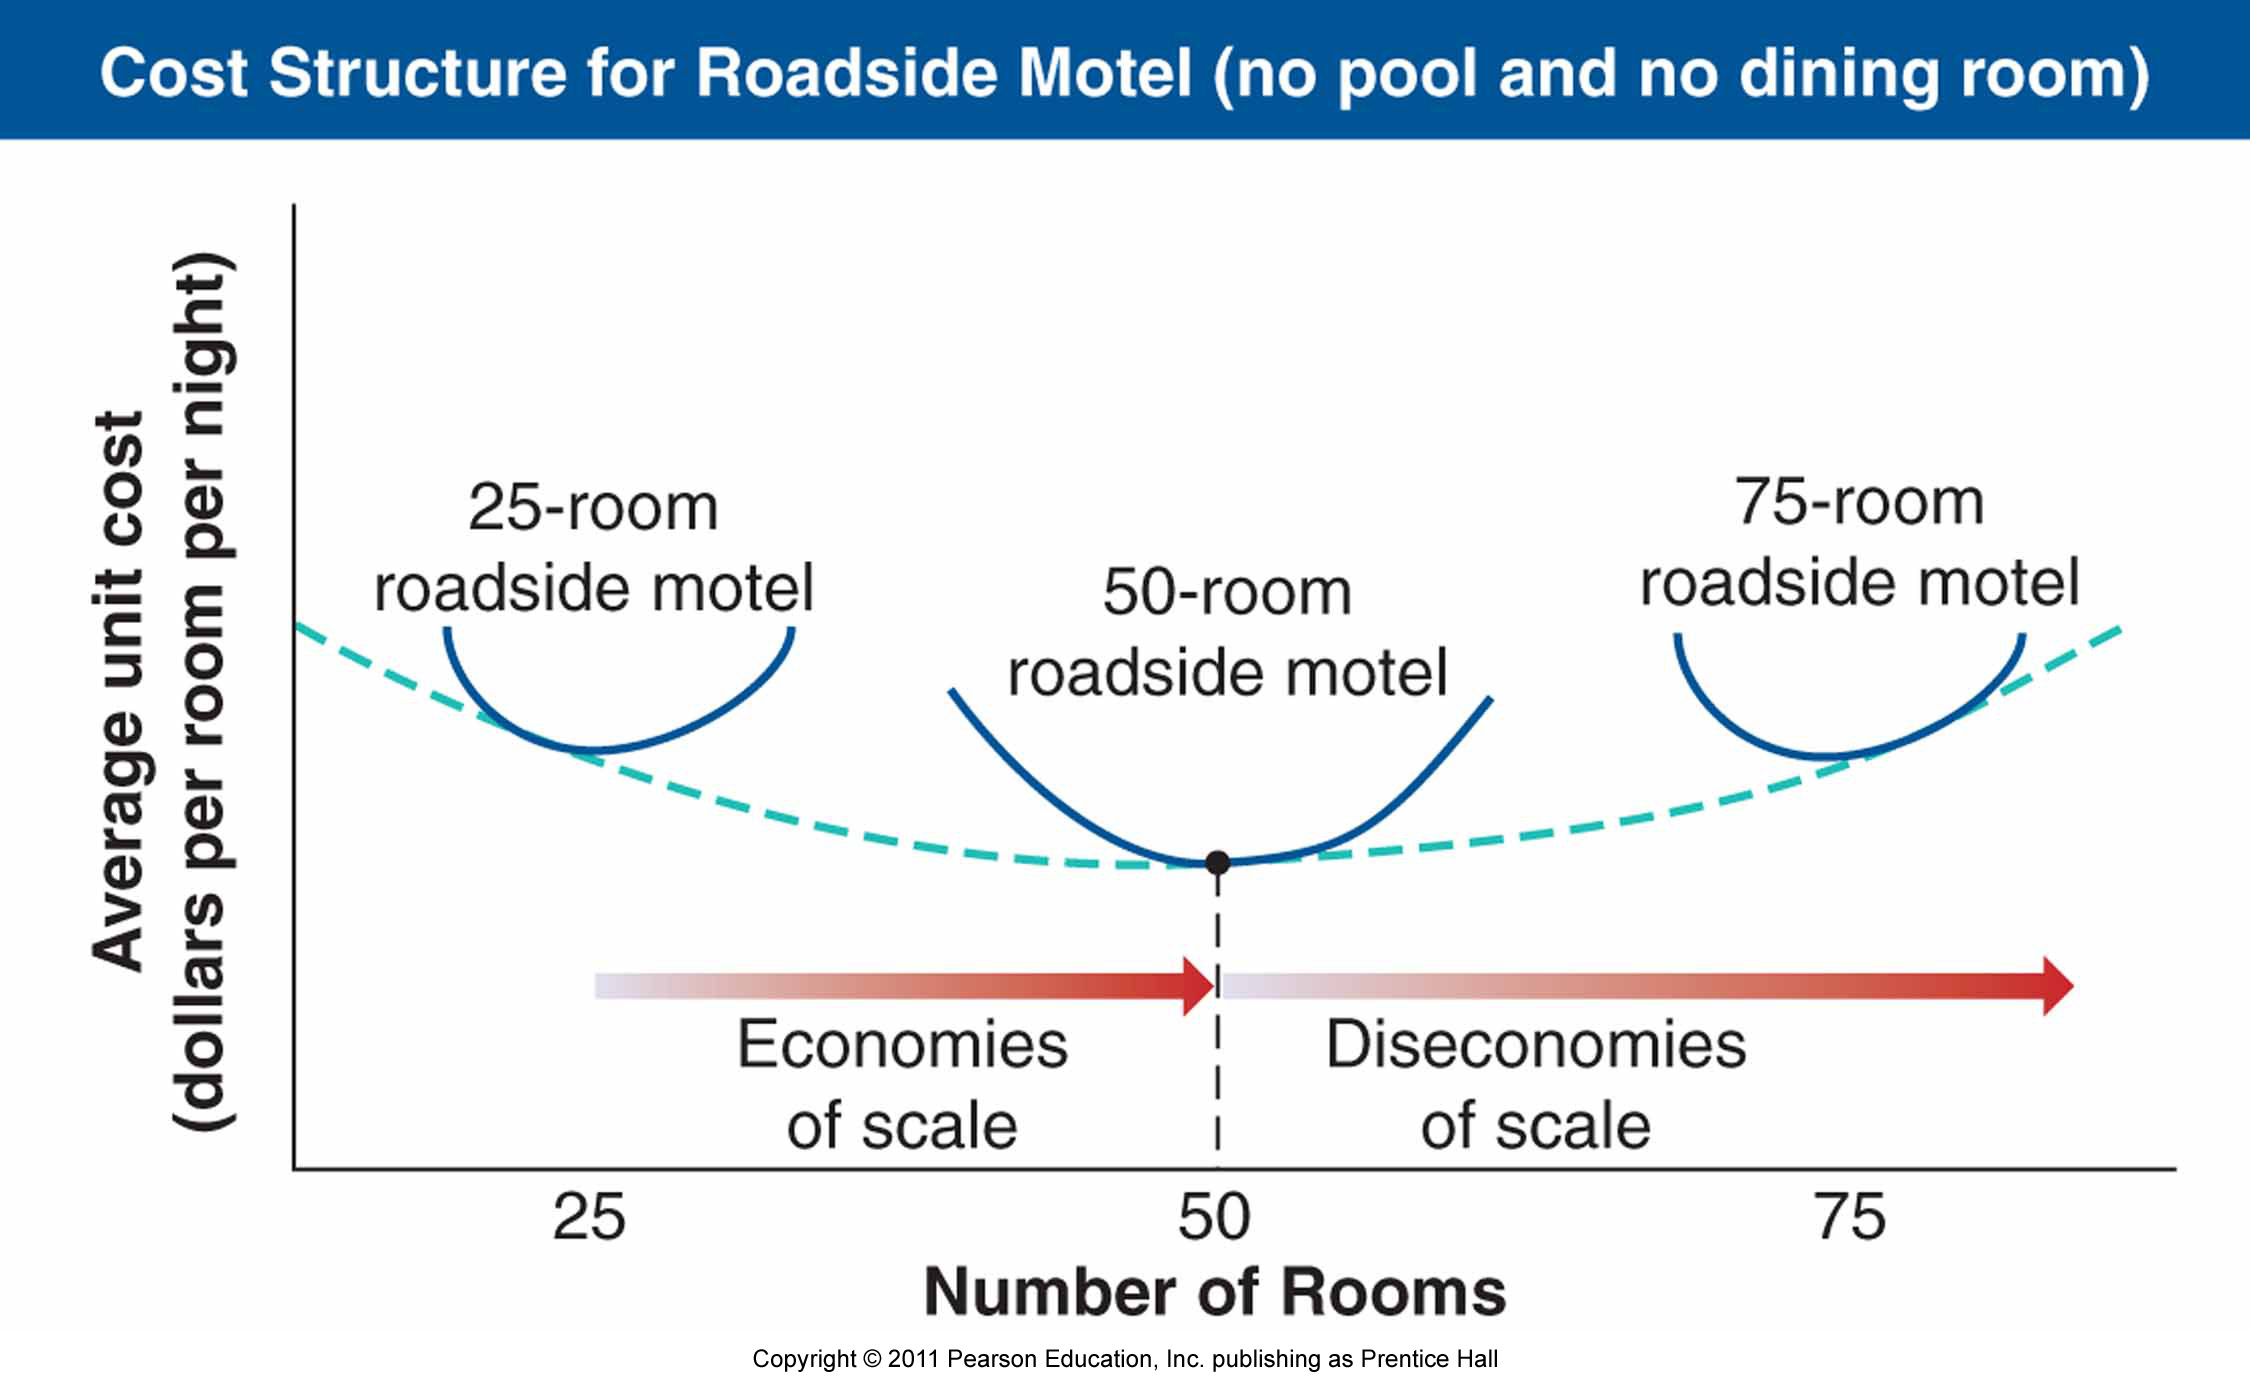 Cost Structure for Roadside Motel (no pool and no dining room)
Average unit cost
(dollars per room per night)
25-room
roadside motel
50-room
roadside motel
75-room
roadside motel
Economies
of scale
Diseconomies
of scale
25
50
75
Number of Rooms
Copyright © 2011 Pearson Education, Inc. publishing as Prentice Hall